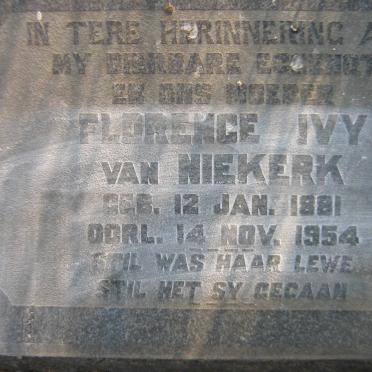 IN TERE HERINNERING A
MY DIERBARE EGGENOT
EN ONS MOEDER
FLORENCE IVY
VAN NIEKERK
GEB. 12 JAN. 1881
OORL. 14 NOV. 1954
STIL WAS HAAR LEWE
STIL HET SY GEGAAN